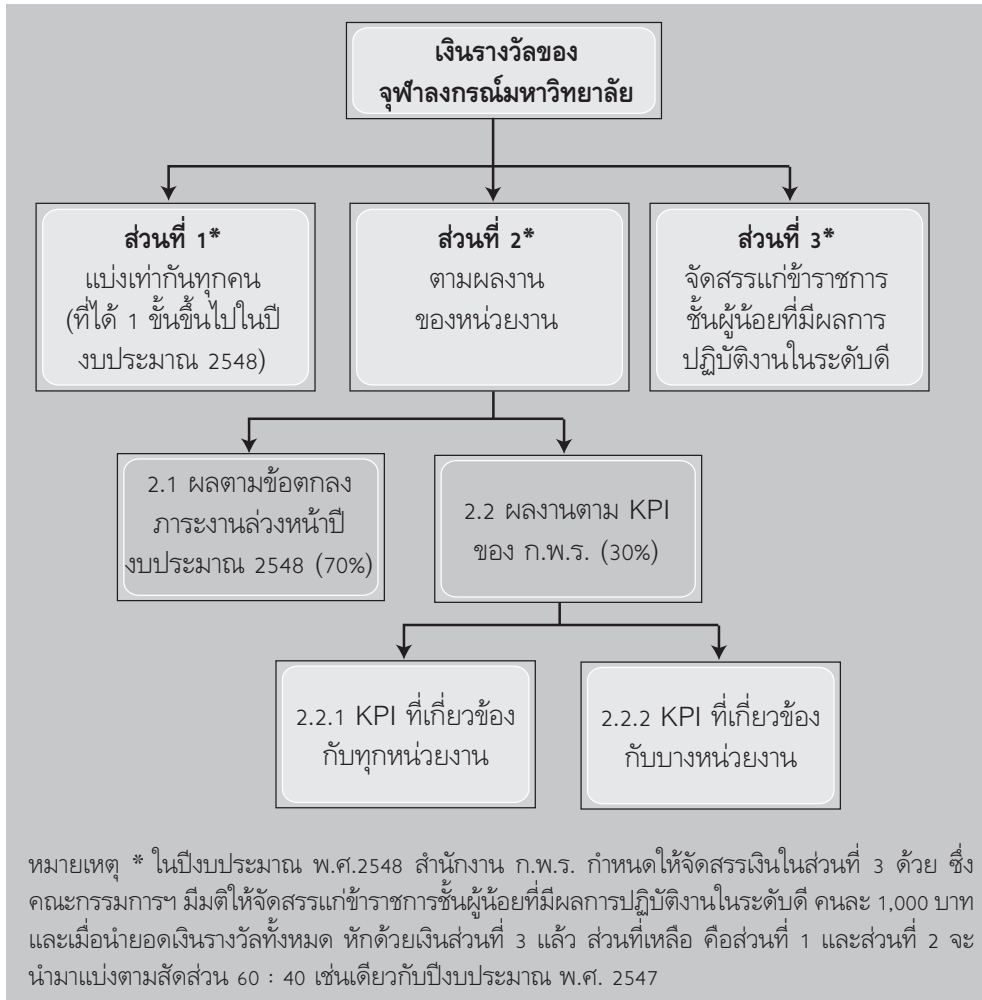 เงินรางวัลของ
จุฬาลงกรณ์มหาวิทยาลัย
ส่วนที่ 1*
แบ่งเท่ากันทุกคน
(ที่ได้ 1 ขั้นขึ้นไปในปี
งบประมาณ 2548)
ส่วนที่ 2*
ตามผลงาน
ของหน่วยงาน
ส่วนที่ 3*
จัดสรรแก่ข้าราชการ
ชั้นผู้น้อยที่มีผลการ
ปฏิบัติงานในระดับดี
2.1 ผลตามข้อตกลง
ภาระงานล่วงหน้าปี
งบประมาณ 2548 (70%)
2.2 ผลงานตาม KPI
ของ ก.พ.ร. (30%)
2.2.1 KPI ที่เกี่ยวข้อง
กับทุกหน่วยงาน
2.2.2 KPI ที่เกี่ยวข้อง
กับบางหน่วยงาน
หมายเหตุ * ในปีงบประมาณ พ.ศ.2548 สำนักงาน ก.พ.ร. กำหนดให้จัดสรรเงินในส่วนที่ 3 ด้วย ซึ่ง
คณะกรรมการฯ มีมติให้จัดสรรแก่ข้าราชการชั้นผู้น้อยที่มีผลการปฏิบัติงานในระดับดี คนละ 1,000 บาท
และเมื่อนำยอดเงินรางวัลทั้งหมด หักด้วยเงินส่วนที่ 3 แล้ว ส่วนที่เหลือ คือส่วนที่ 1 และส่วนที่ 2 จะ
นำมาแบ่งตามสัดส่วน 60 : 40 เช่นเดียวกับปีงบประมาณ พ.ศ. 2547